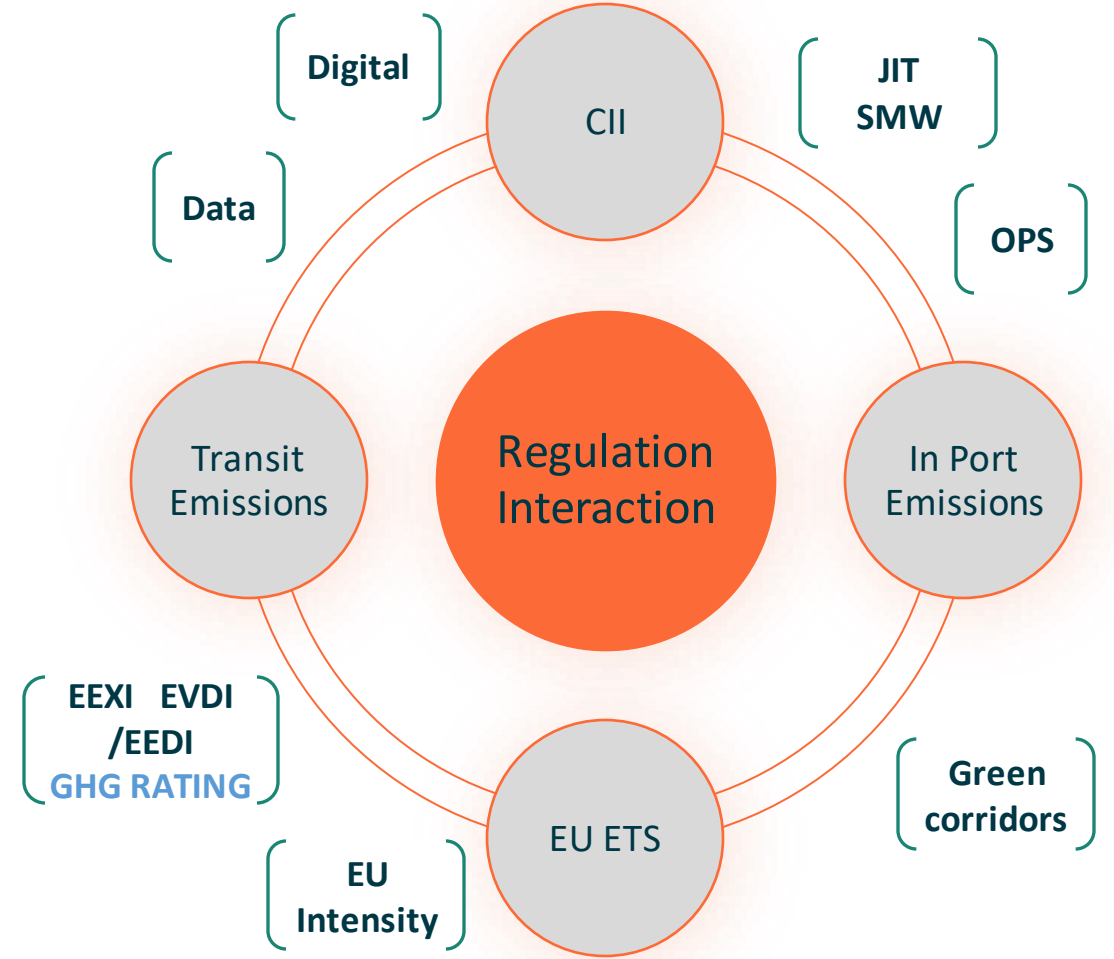 Digital
CII
JIT
SMW
Data
OPS
Transit
Emissions
Regulation
Interaction
In Port
Emissions
EEXI EVDI
/EEDI
GHG RATING
EU ETS
Green
corridors
EU
Intensity